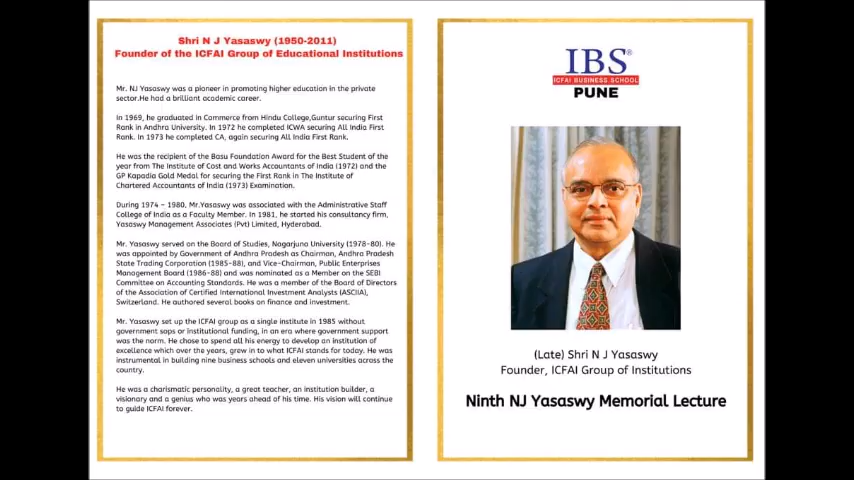 Shri N J Yasaswy (1950-2011)
Founder of the ICFAI Group of Educational Institutions
Mr. NJ Yasaswy was a pioneer in promoting higher education in the private
sector.He had a brilliant academic career.
In 1969, he graduated in Commerce from Hindu College,Guntur securing First
Rank in Andhra University. In 1972 he completed ICWA securing All India First
Rank. In 1973 he completed CA, again securing All India First Rank.
He was the recipient of the Basu Foundation Award for the Best Student of the
year from The Institute of Cost and Works Accountants of India (1972) and the
GP Kapadia Gold Medal for securing the First Rank in The Institute of
Chartered Accountants of India (1973) Examination.
During 1974 – 1980, Mr.Yasaswy was associated with the Administrative Staff
College of India as a Faculty Member. In 1981, he started his consultancy firm,
Yasaswy Management Associates (Pvt) Limited, Hyderabad.
Mr. Yasaswy served on the Board of Studies, Nagarjuna University (1978-80). He
was appointed by Government of Andhra Pradesh as Chairman, Andhra Pradesh
State Trading Corporation (1985-88), and Vice-Chairman, Public Enterprises
Management Board (1986-88) and was nominated as a Member on the SEBI
Committee on Accounting Standards. He was a member of the Board of Directors
of the Association of Certified International Investment Analysts (ASCIIA),
Switzerland. He authored several books on finance and investment.
Mr. Yasaswy set up the ICFAI group as a single institute in 1985 without
government sops or institutional funding, in an era where government support
was the norm. He chose to spend all his energy to develop an institution of
excellence which over the years, grew in to what ICFAI stands for today. He was
instrumental in building nine business schools and eleven universities across the
country.
He was a charismatic personality, a great teacher, an institution builder, a
visionary and a genius who was years ahead of his time. His vision will continue
to guide ICFAI forever.
IBS®
ICFAI BUSINESS SCHOOL
PUNE
(Late) Shri N J Yasaswy
Founder, ICFAI Group of Institutions
Ninth NJ Yasaswy Memorial Lecture